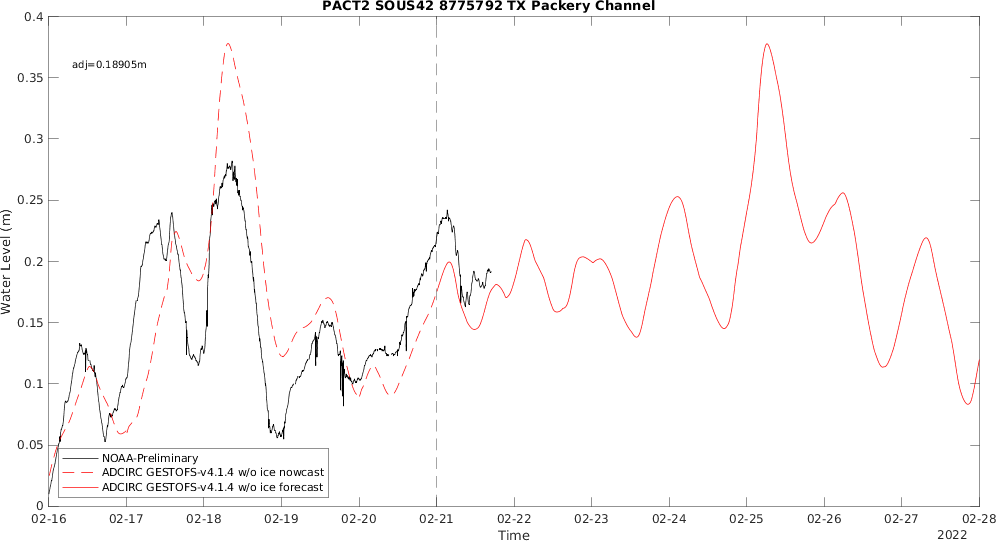 PACT2 SOUS42 8775792 TX Packery Channel
adj=0.18905m
Water Level (m)
0.4
0.35
0.3
0.25
0.2
0.15
0.1
0.05
0
NOAA-Preliminary
ADCIRC GESTOFS-v4.1.4 w/o ice nowcast
ADCIRC GESTOFS-v4.1.4 w/o ice forecast
02-16 02-17 02-18 02-19 02-20 02-21 02-22 02-23 02-24 02-25 02-26 02-27 02-28
Time
2022